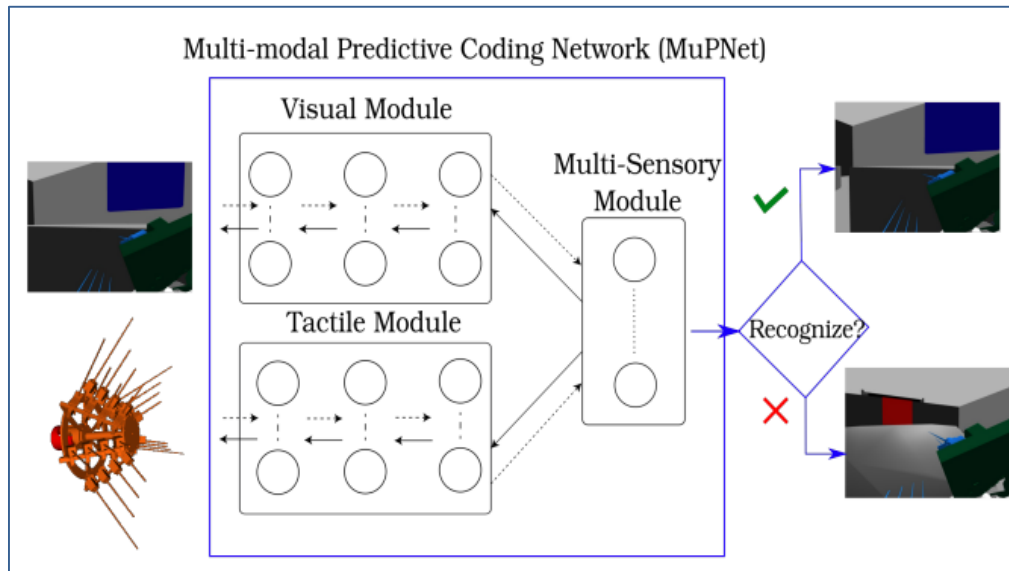 Multi-modal Predictive Coding Network (MuPNet)
Visual Module
Multi-Sensory
Module
Tactile Module
Recognize?